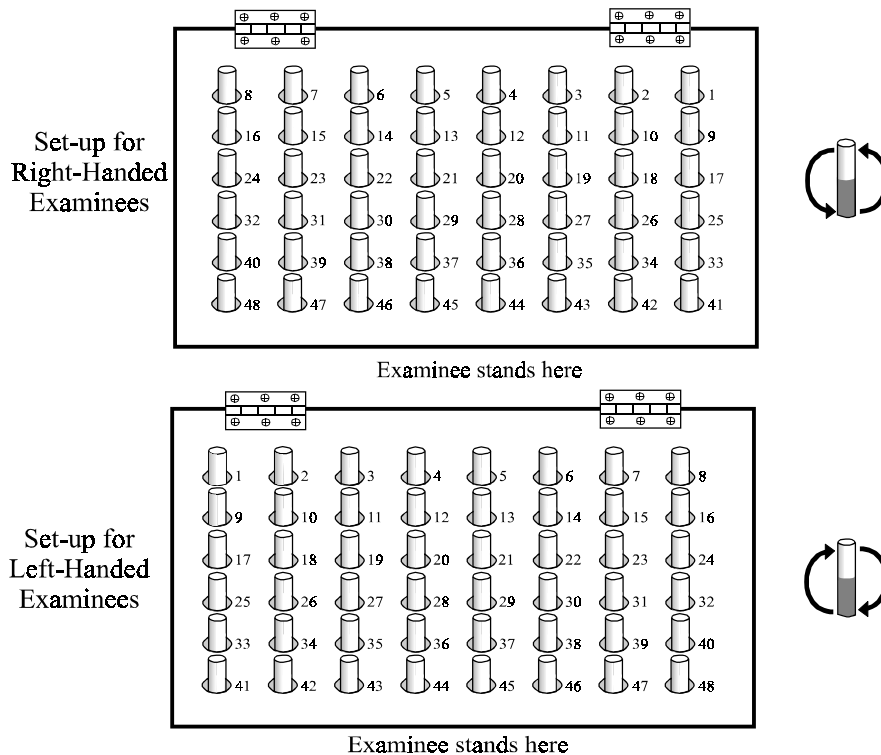 8 7 6 5 4 3 2 1
16 15 14 13 12 11 10 9
Set-up for
Right-Handed
Examinees
24 23 22 21 20 19 18 17
32 31 30 29 28 27 26 25
40 39 38 37 36 35 34 33
48 47 46 45 44 43 42 41
Examinee stands here
1 2 3 4 5 6 7 8
9 10 11 12 13 14 15 16
Set-up for
Left-Handed
Examinees
17 18 19 20 21 22 23 24
25 26 27 28 29 30 31 32
33 34 35 36 37 38 39 40
41 42 43 44 45 46 47 48
Examinee stands here